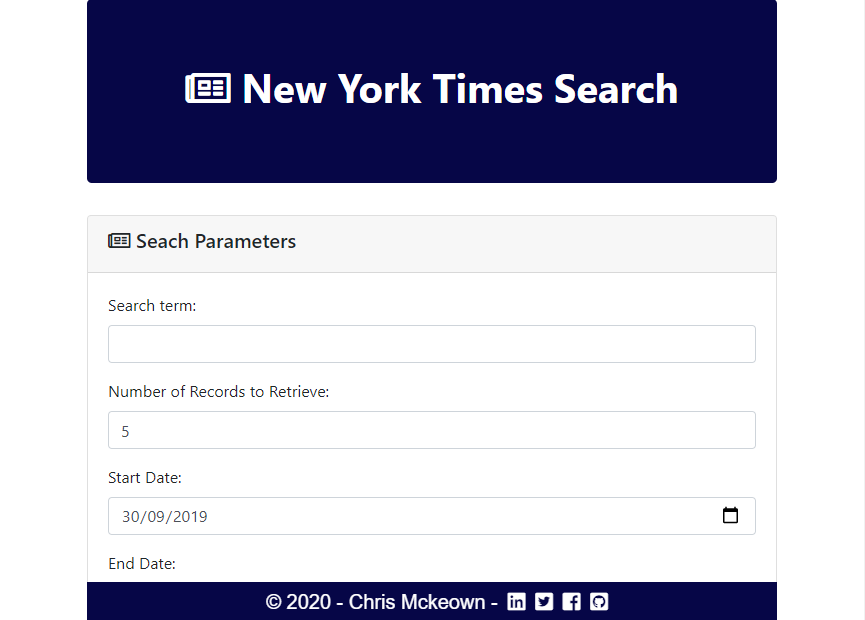 New York Times Search
Seach Parameters
Search term:
Number of Records to Retrieve:
5
Start Date:
30/09/2019
End Date:
© 2020 - Chris Mckeown -